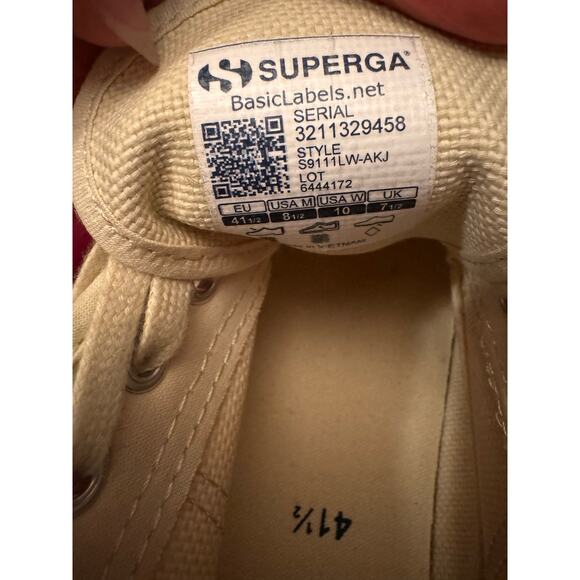 SUPERGA®
BasicLabels.net
SERIAL
3211329458
STYLE
S9111LW-AKJ
LOT
6444172
EU USA M USA W UK
41 1/2 8 1/2 10 7 1/2
VIETNAM
41½